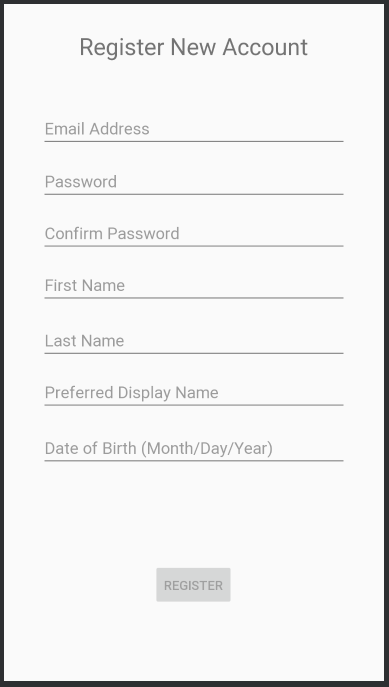 Register New Account
Email Address
Password
Confirm Password
First Name
Last Name
Preferred Display Name
Date of Birth (Month/Day/Year)
REGISTER